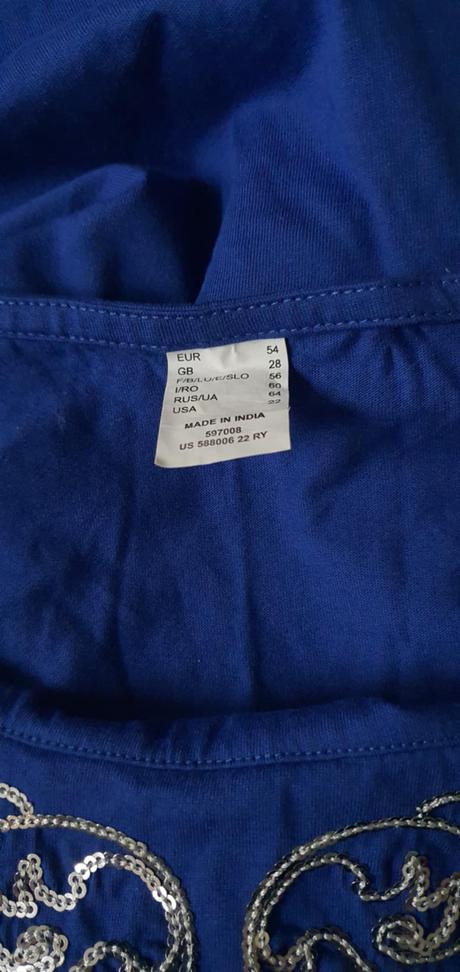 EUR 54
GB 28
F/B/LU/E/SLO 56
I/RO 60
RUS/UA 64
USA 22
MADE IN INDIA
597008
US 588006 22 RY